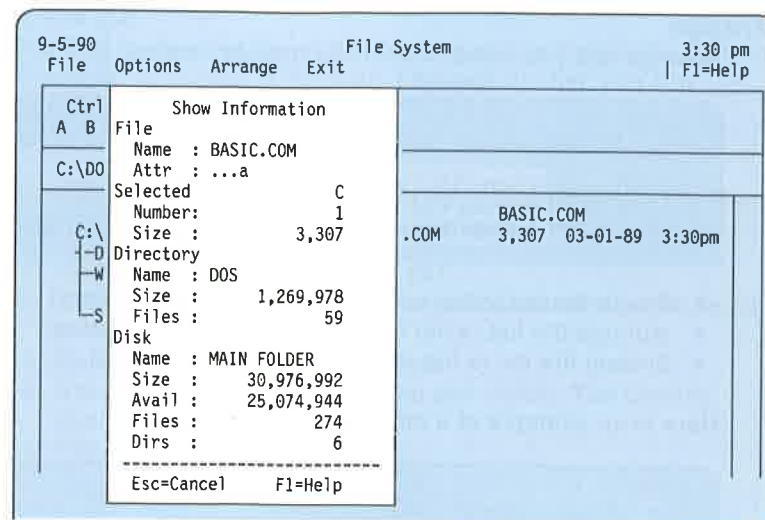 9-5-90 File System 3:30 pm
File Options Arrange Exit | F1=Help
Ctrl
A B
C:\DO
C:\
D
W
S
Show Information
File
Name : BASIC.COM
Attr : ...a
Selected C
Number: 1
Size : 3,307
Directory
Name : DOS
Size : 1,269,978
Files : 59
Disk
Name : MAIN FOLDER
Size : 30,976,992
Avail : 25,074,944
Files : 274
Dirs : 6
Esc=Cancel F1=Help
BASIC.COM
.COM 3,307 03-01-89 3:30pm